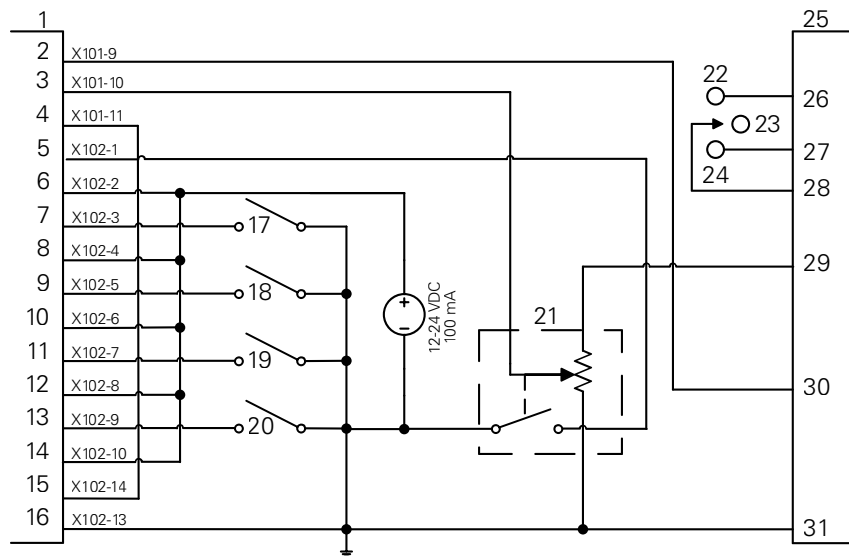 1
2 X101-9
3 X101-10
4 X101-11
5 X102-1
6 X102-2
7 X102-3
8 X102-4
9 X102-5
10 X102-6
11 X102-7
12 X102-8
13 X102-9
14 X102-10
15 X102-14
16 X102-13
17
18
19
20
+
−
12-24 VDC
100 mA
21
22
23
24
25
26
27
28
29
30
31